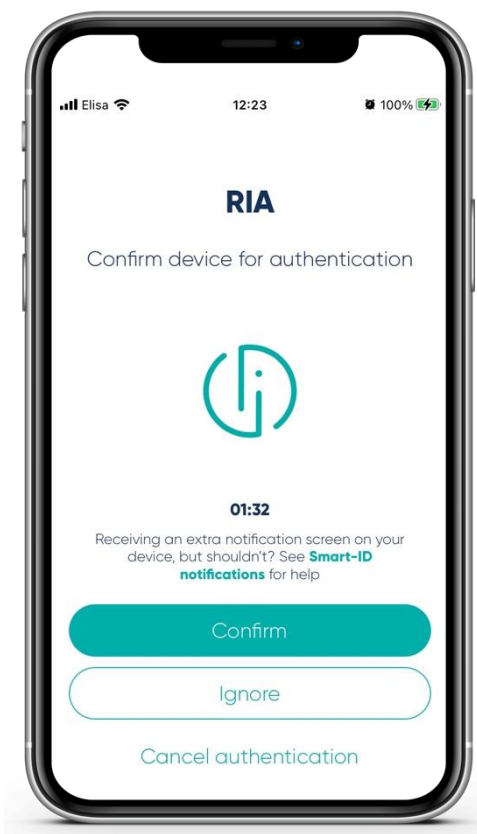 Elisa 12:23 100%
RIA
Confirm device for authentication
01:32
Receiving an extra notification screen on your
device, but shouldn't? See Smart-ID
notifications for help
Confirm
Ignore
Cancel authentication